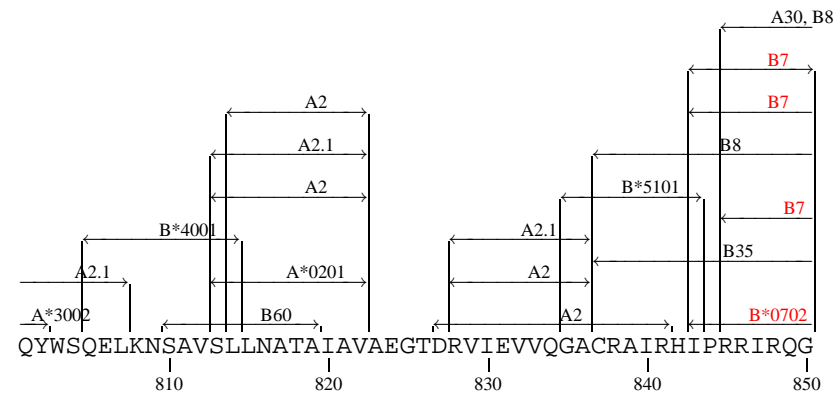 A30, B8
B7
A2 B7
A2.1 B8
A2 B*5101
B7
B*4001 A2.1
B35
A2.1 A*0201 A2
A*3002 B60 A2 B*0702
QYWSQELKNSAVSLLNATAIAVAEGTDRVIEVVQGACRAIRHIPRRIRQG
810 820 830 840 850